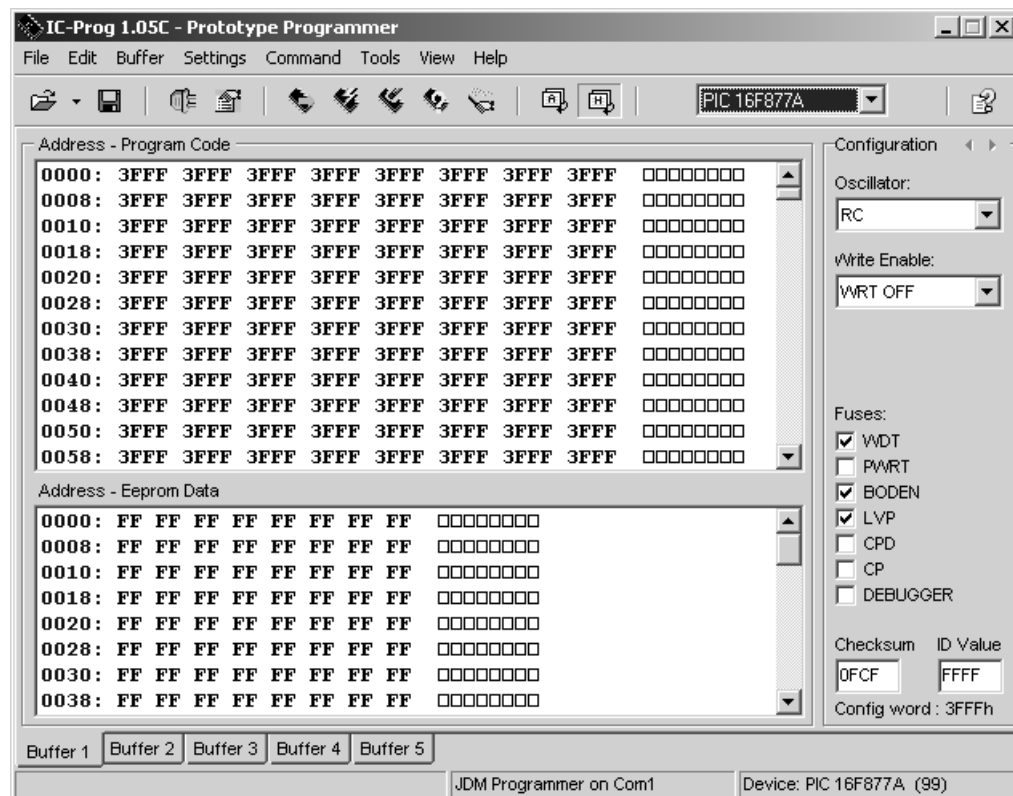 IC-Prog 1.05C - Prototype Programmer
File Edit Buffer Settings Command Tools View Help
PIC 16F877A
Address - Program Code
0000: 3FFF 3FFF 3FFF 3FFF 3FFF 3FFF 3FFF 3FFF
0008: 3FFF 3FFF 3FFF 3FFF 3FFF 3FFF 3FFF 3FFF
0010: 3FFF 3FFF 3FFF 3FFF 3FFF 3FFF 3FFF 3FFF
0018: 3FFF 3FFF 3FFF 3FFF 3FFF 3FFF 3FFF 3FFF
0020: 3FFF 3FFF 3FFF 3FFF 3FFF 3FFF 3FFF 3FFF
0028: 3FFF 3FFF 3FFF 3FFF 3FFF 3FFF 3FFF 3FFF
0030: 3FFF 3FFF 3FFF 3FFF 3FFF 3FFF 3FFF 3FFF
0038: 3FFF 3FFF 3FFF 3FFF 3FFF 3FFF 3FFF 3FFF
0040: 3FFF 3FFF 3FFF 3FFF 3FFF 3FFF 3FFF 3FFF
0048: 3FFF 3FFF 3FFF 3FFF 3FFF 3FFF 3FFF 3FFF
0050: 3FFF 3FFF 3FFF 3FFF 3FFF 3FFF 3FFF 3FFF
0058: 3FFF 3FFF 3FFF 3FFF 3FFF 3FFF 3FFF 3FFF
Address - Eeprom Data
0000: FF FF FF FF FF FF FF FF
0008: FF FF FF FF FF FF FF FF
0010: FF FF FF FF FF FF FF FF
0018: FF FF FF FF FF FF FF FF
0020: FF FF FF FF FF FF FF FF
0028: FF FF FF FF FF FF FF FF
0030: FF FF FF FF FF FF FF FF
0038: FF FF FF FF FF FF FF FF
Configuration
Oscillator:
RC
Write Enable:
WRT OFF
Fuses:
WDT
PWRT
BODEN
LVP
CPD
CP
DEBUGGER
Checksum ID Value
0FCF FFFF
Config word : 3FFFh
Buffer 1 Buffer 2 Buffer 3 Buffer 4 Buffer 5
JDM Programmer on Com1 Device: PIC 16F877A (99)